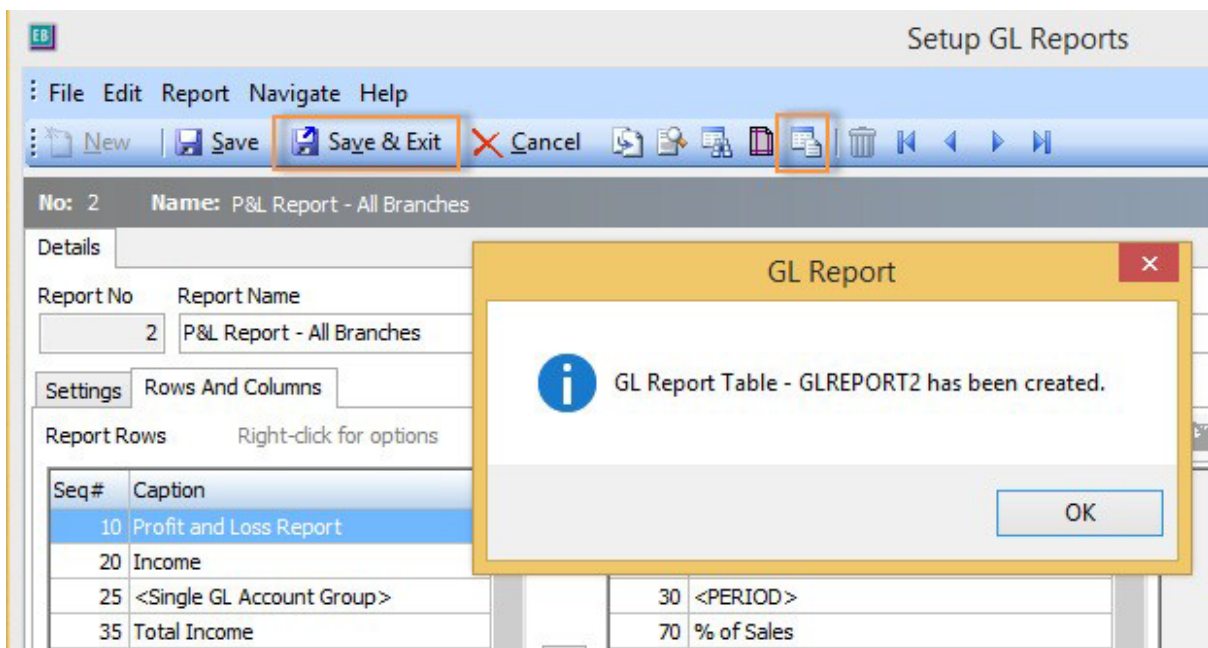 EB
Setup GL Reports
File Edit Report Navigate Help
New Save Save & Exit Cancel
No: 2 Name: P&L Report - All Branches
Details
Report No Report Name
2 P&L Report - All Branches
GL Report
GL Report Table - GLREPORT2 has been created.
OK
Settings Rows And Columns
Report Rows Right-click for options
Seq# Caption
10 Profit and Loss Report
20 Income
25 <Single GL Account Group>
35 Total Income
30 <PERIOD>
70 % of Sales